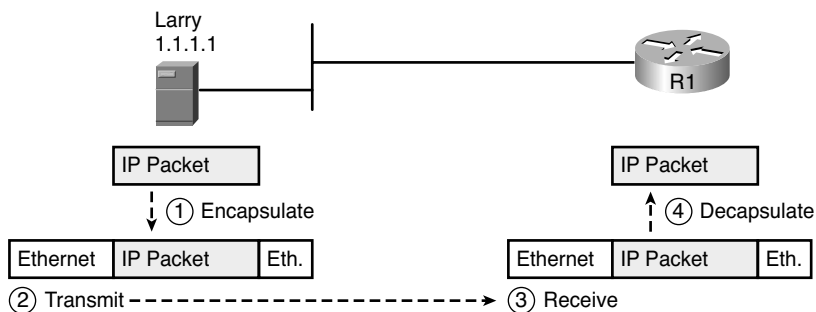 Larry
1.1.1.1
R1
IP Packet
IP Packet
1 Encapsulate
4 Decapsulate
Ethernet IP Packet Eth.
Ethernet IP Packet Eth.
2 Transmit
3 Receive